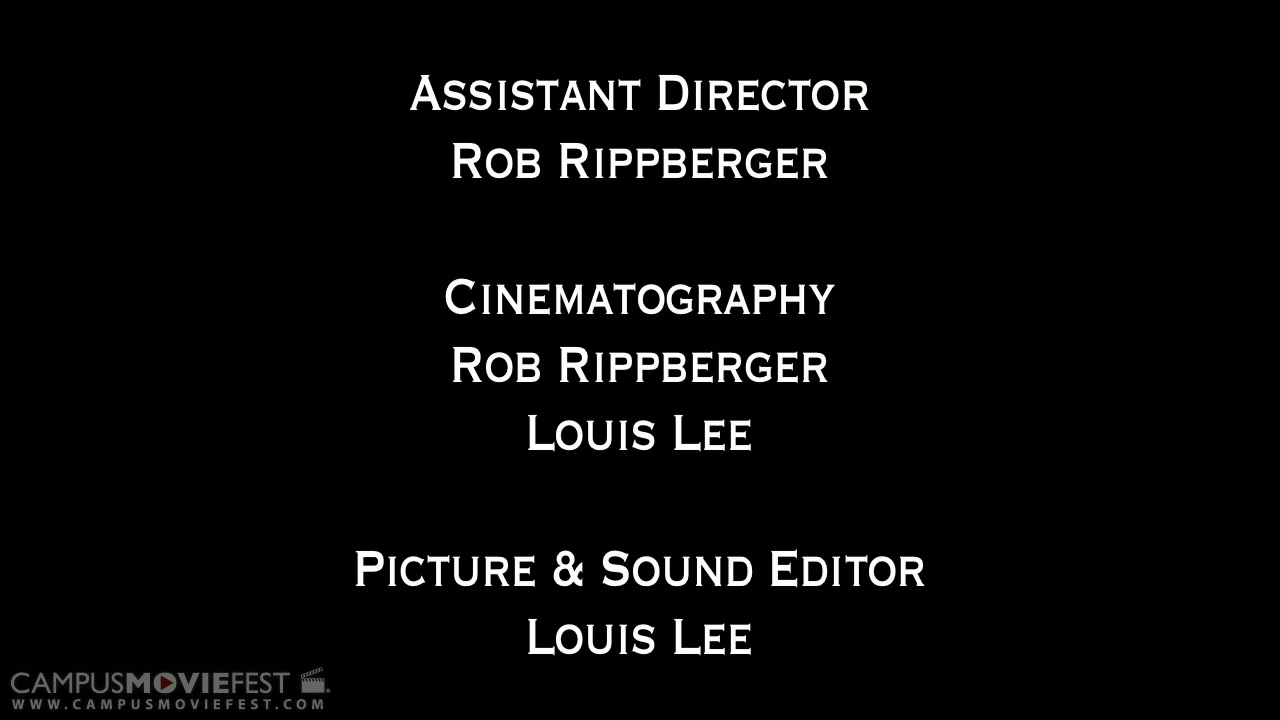 Assistant Director
Rob Rippberger
Cinematography
Rob Rippberger
Louis Lee
Picture & Sound Editor
Louis Lee
CAMPUSMOVIEFEST
WWW.CAMPUSMOVIEFEST.COM